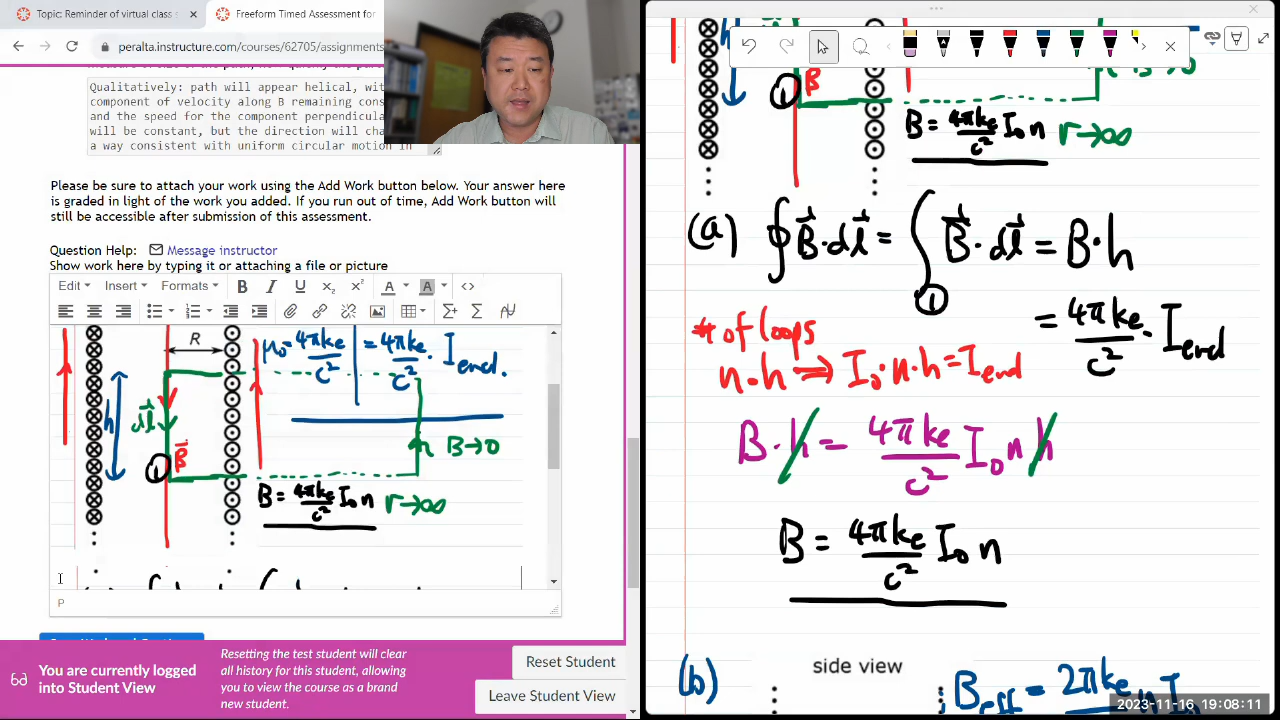 Topic Reminder of virtual class s
Freeform Timed Assessment for
peralta.instructure.com/courses/62705/assignments
Qualitatively: path will appear helical, wit
component of velocity along B remaining cons
and the speed for the component perpendicula
will be constant, but the direction will cha
a way consistent with uniform circular motion in
Please be sure to attach your work using the Add Work button below. Your answer here
is graded in light of the work you added. If you run out of time, Add Work button will
still be accessible after submission of this assessment.
Question Help: Message instructor
Show work here by typing it or attaching a file or picture
Edit Insert Formats B I U x₂ x² A A <>
R
μ₀ = 4πke/c² = 4πke/c² · I encl.
h
dl⃗
B→0
① B⃗
B = 4πke/c² I₀ n r→∞
P
You are currently logged
into Student View
Resetting the test student will clear
all history for this student, allowing
you to view the course as a brand
new student.
Reset Student
Leave Student View
h
① B
B = 4πke/c² I₀ n r→∞
(a) ∮ B⃗·dl⃗ = ∫① B⃗·dl⃗ = B·h
= 4πke/c² · I encl
# of loops
n·h ⇒ I₀·n·h = I encl
B·h = 4πke/c² I₀ n h
B = 4πke/c² I₀ n
(b) side view
B eff = 2πke n I
2023-11-16 19:08:11